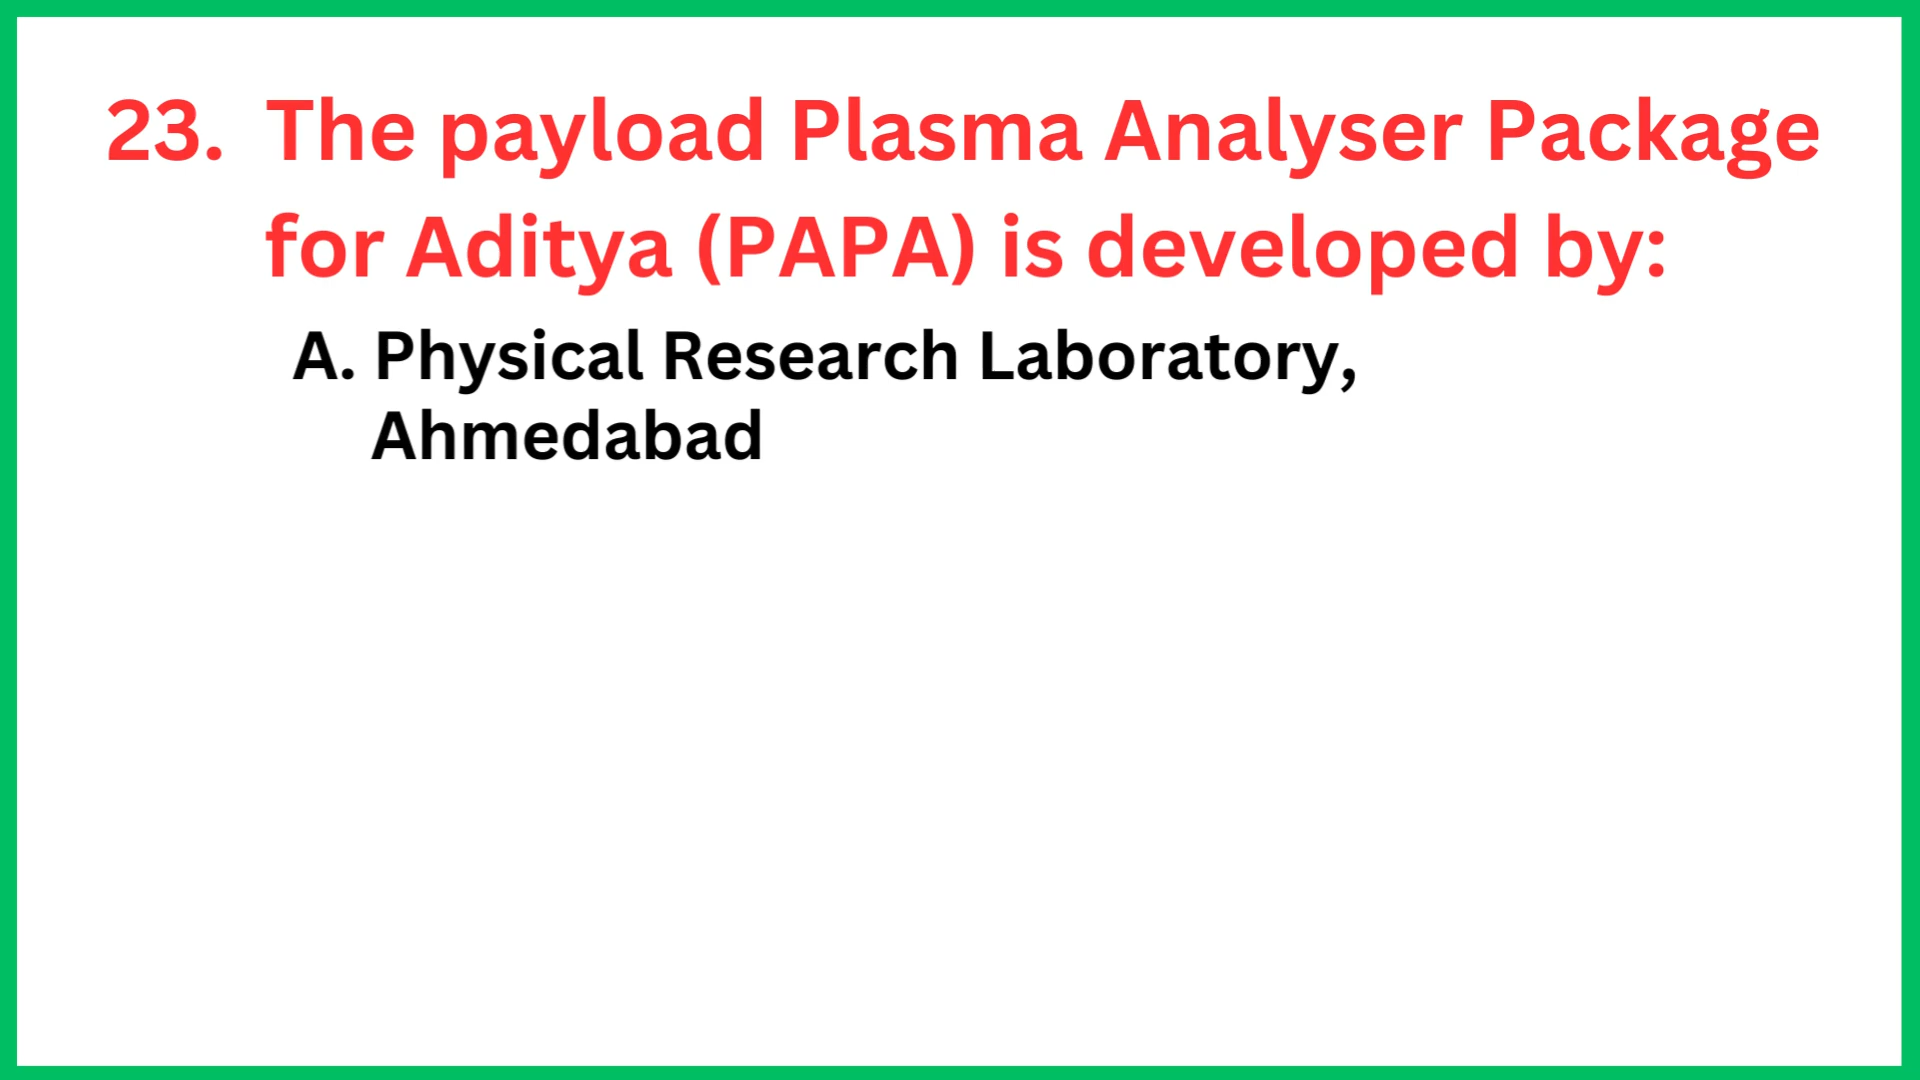 23. The payload Plasma Analyser Package
for Aditya (PAPA) is developed by:
A. Physical Research Laboratory,
Ahmedabad